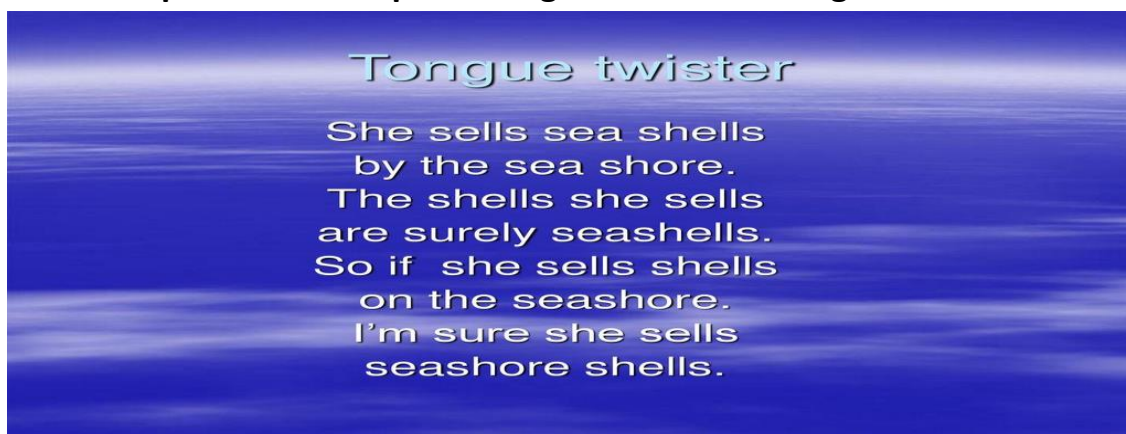 Tongue twister
She sells sea shells
by the sea shore.
The shells she sells
are surely seashells.
So if she sells shells
on the seashore.
I'm sure she sells
seashore shells.